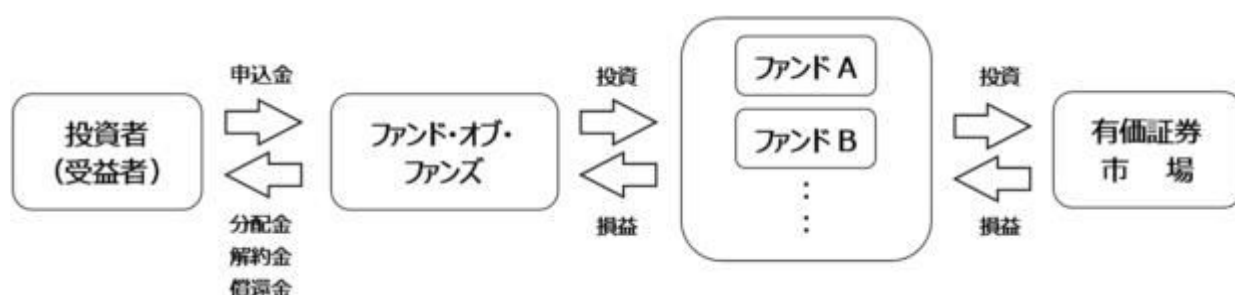 投資者
(受益者)
申込金
分配金
解約金
償還金
ファンド・オブ・
ファンズ
投資
損益
ファンド A
ファンド B
:
:
投資
損益
有価証券
市 場